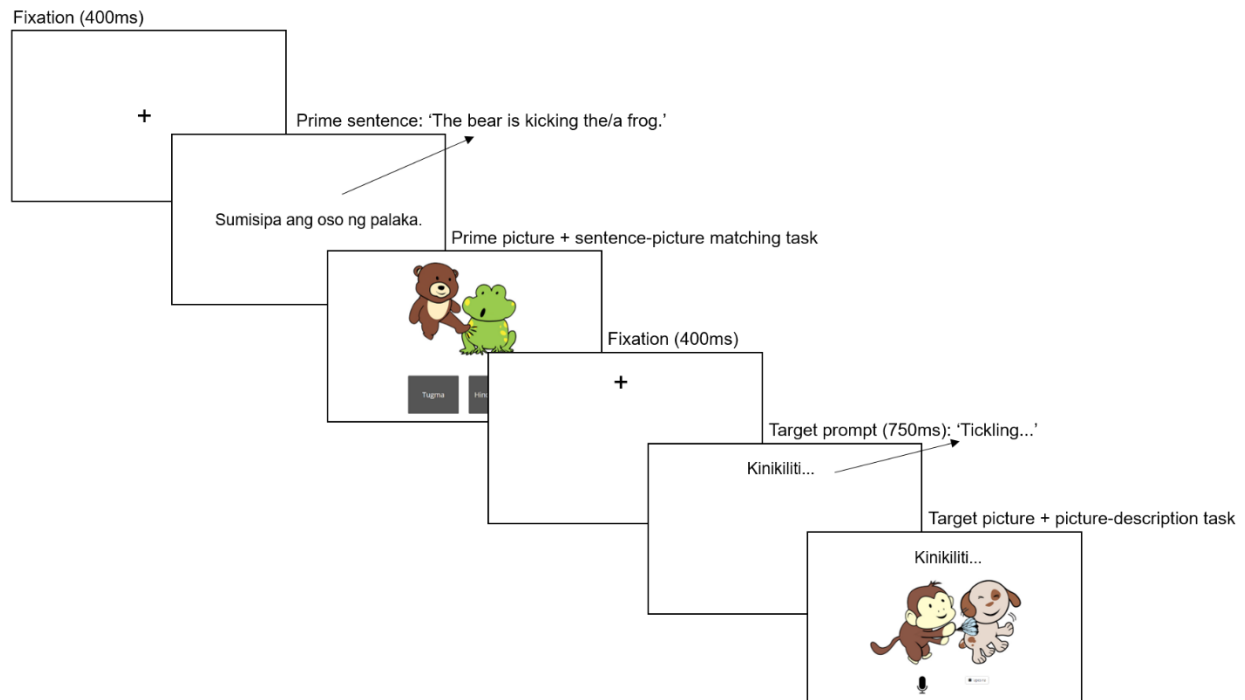 Fixation (400ms)
+
Prime sentence: ‘The bear is kicking the/a frog.’
Sumisipa ang oso ng palaka.
Prime picture + sentence-picture matching task
Tugma
Fixation (400ms)
+
Target prompt (750ms): ‘Tickling...’
Kinikiliti...
Target picture + picture-description task
Kinikiliti...